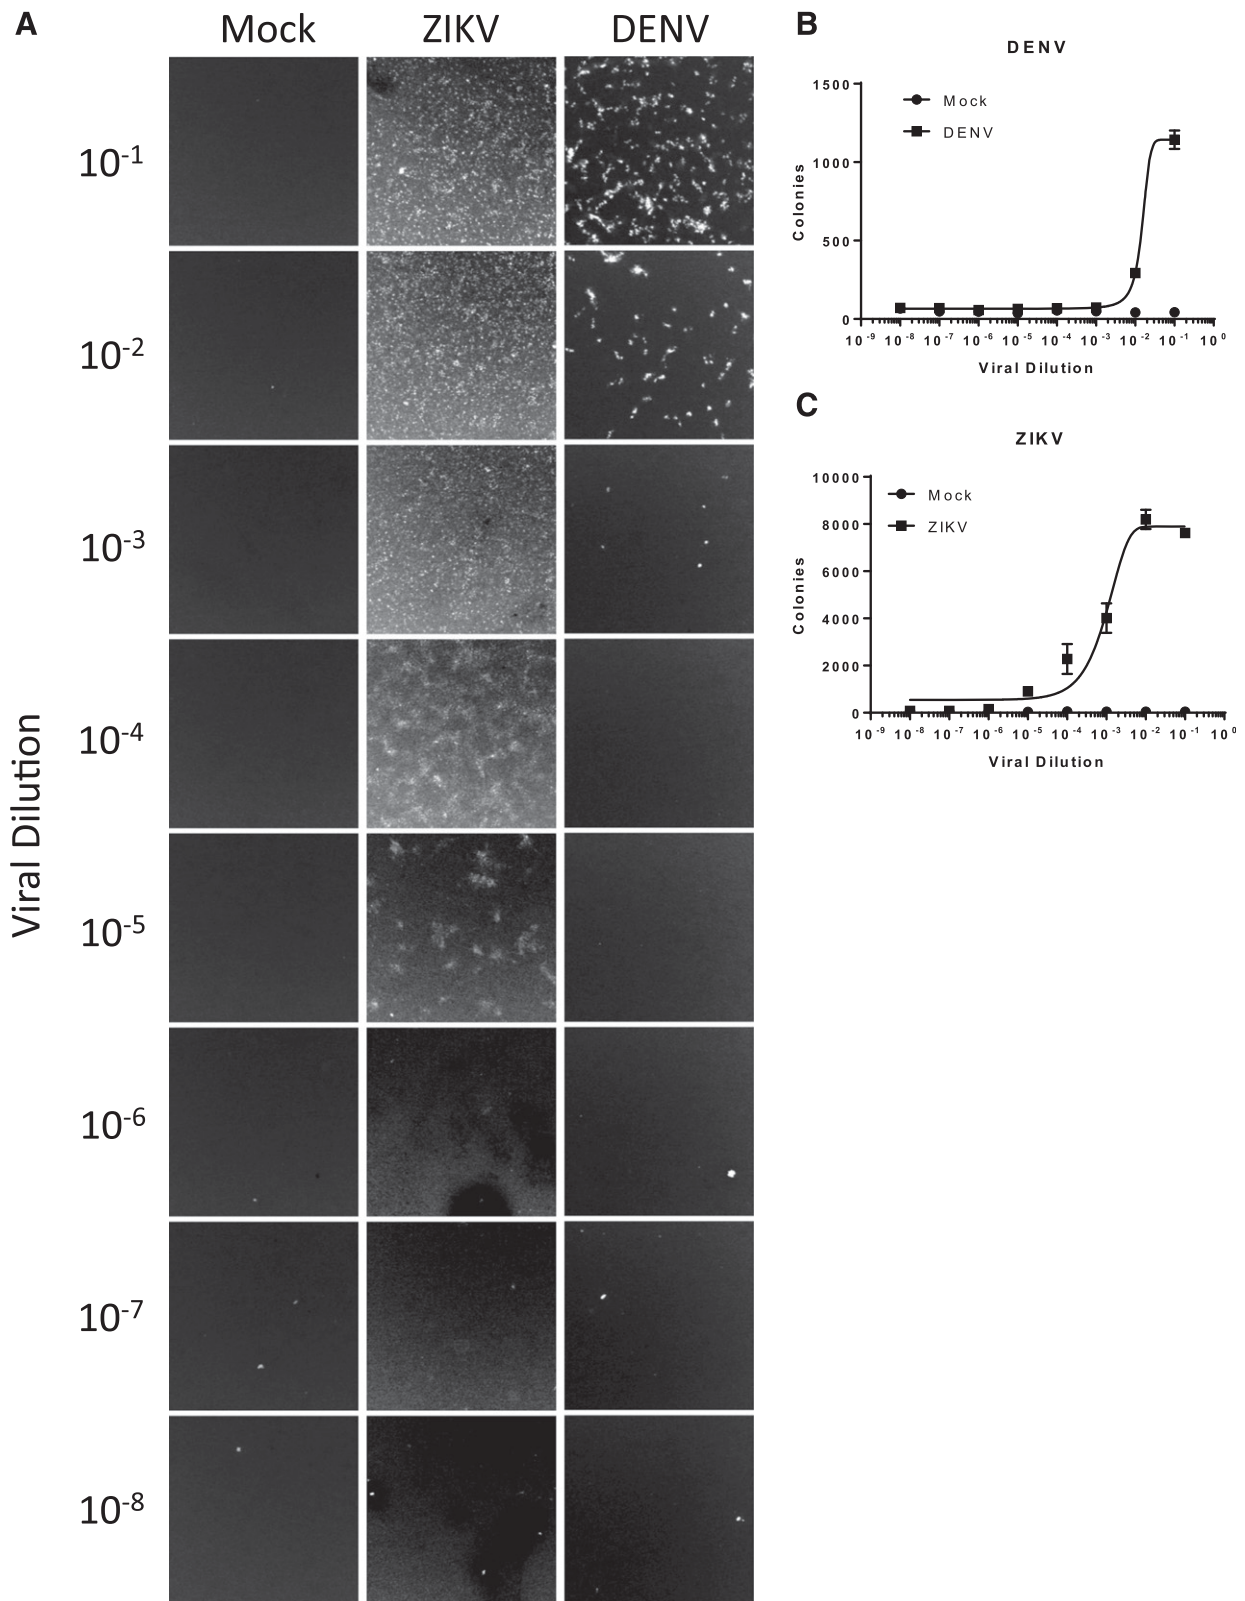 A
Mock ZIKV DENV
10-1
10-2
10-3
10-4
10-5
10-6
10-7
10-8
Viral Dilution
B
DENV
Mock
DENV
1500
1000
500
0
Colonies
10-9 10-8 10-7 10-6 10-5 10-4 10-3 10-2 10-1 100
Viral Dilution
C
ZIKV
Mock
ZIKV
10000
8000
6000
4000
2000
0
Colonies
10-9 10-8 10-7 10-6 10-5 10-4 10-3 10-2 10-1 100
Viral Dilution